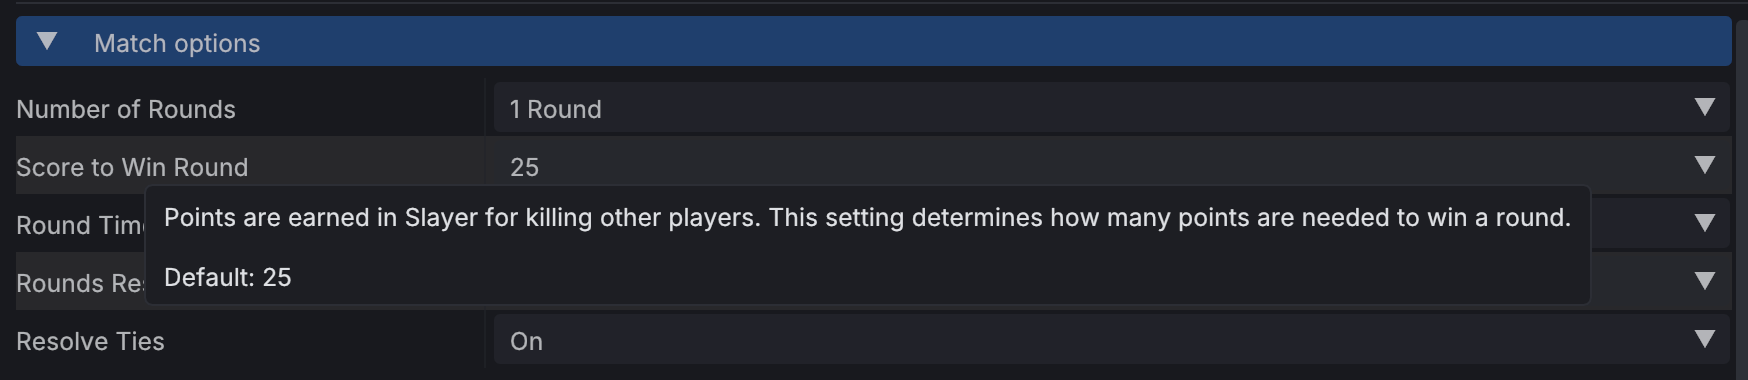 Match options
Number of Rounds
1 Round
Score to Win Round
25
Round
Points are earned in Slayer for killing other players. This setting determines how many points are needed to win a round.
Rounds
Default: 25
Resolve Ties
On